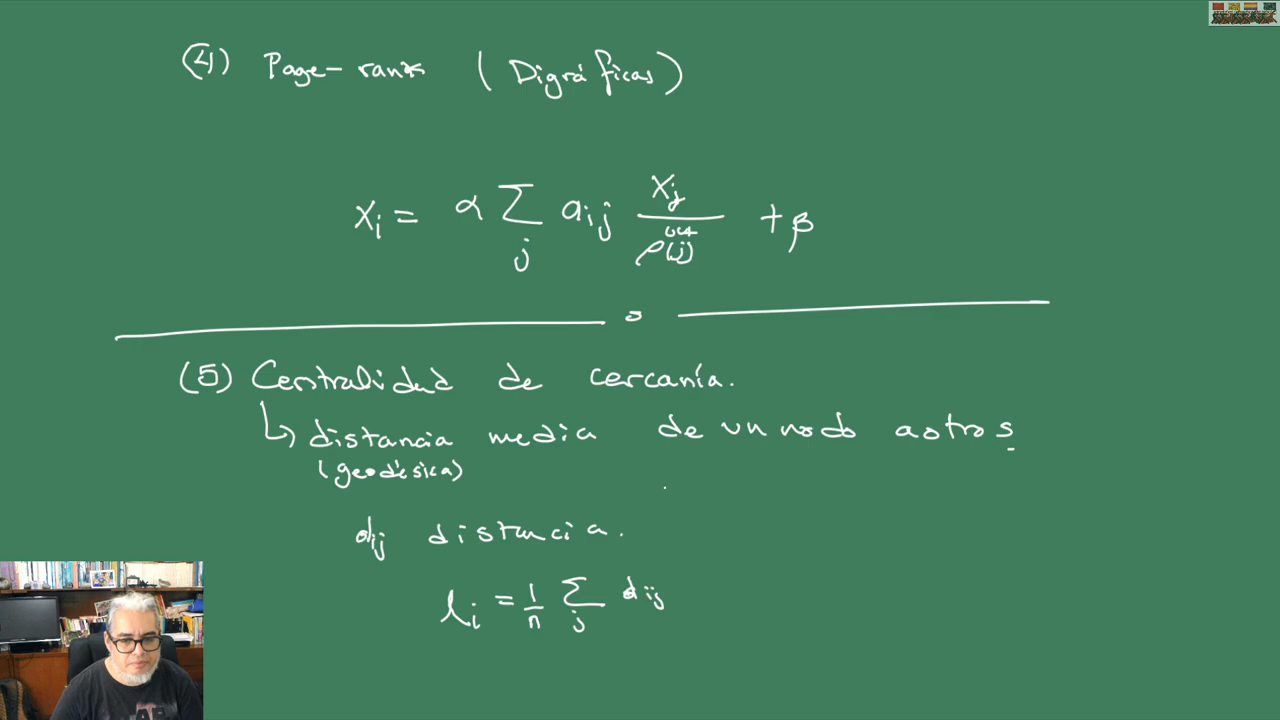 (4) Page-rank (Digráficas)
xᵢ = α Σⱼ aᵢⱼ xⱼ / ρᵒᵘᵗ(j) + β
(5) Centralidad de cercanía.
↳ distancia media de un nodo a otros
(geodésica)
dᵢⱼ distancia.
lᵢ = 1/n Σⱼ dᵢⱼ